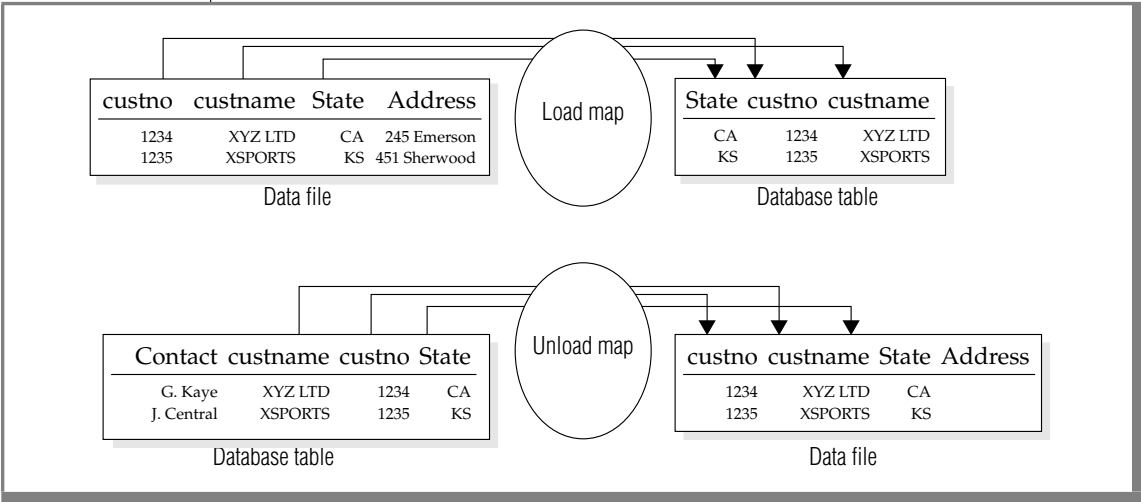 custno custname State Address
1234 XYZ LTD CA 245 Emerson
1235 XSPORTS KS 451 Sherwood
Data file
Load map
State custno custname
CA 1234 XYZ LTD
KS 1235 XSPORTS
Database table
Contact custname custno State
G. Kaye XYZ LTD 1234 CA
J. Central XSPORTS 1235 KS
Database table
Unload map
custno custname State Address
1234 XYZ LTD CA
1235 XSPORTS KS
Data file